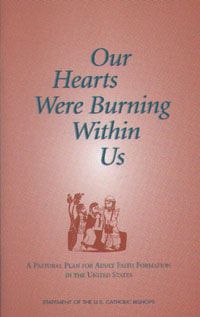 Our
Hearts
Were Burning
Within
Us
A Pastoral Plan for Adult Faith Formation
in the United States
Statement of the U.S. Catholic Bishops